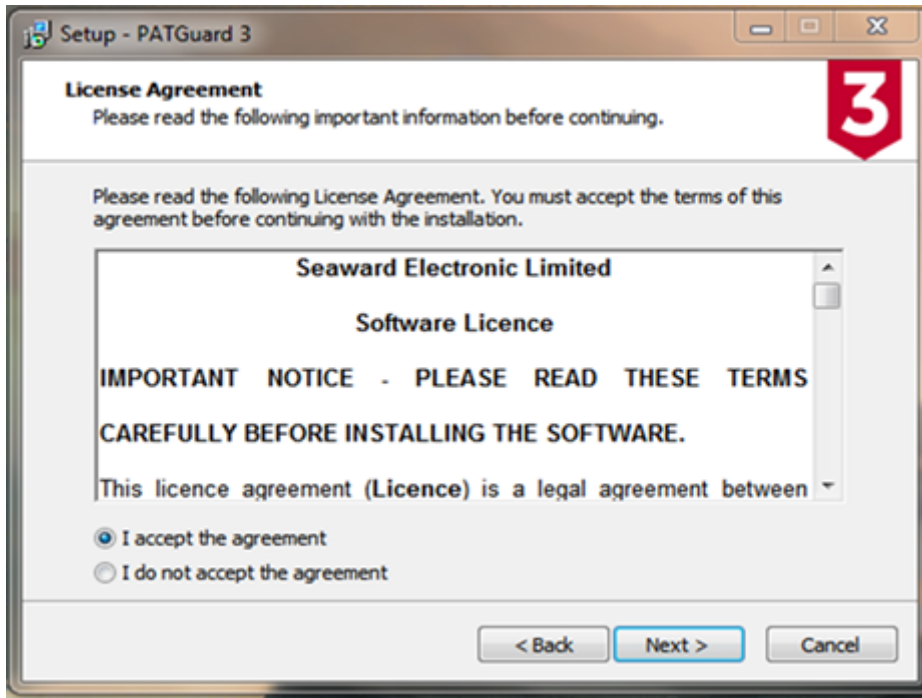 Setup - PATGuard 3
License Agreement
Please read the following important information before continuing.
3
Please read the following License Agreement. You must accept the terms of this
agreement before continuing with the installation.
Seaward Electronic Limited
Software Licence
IMPORTANT NOTICE - PLEASE READ THESE TERMS
CAREFULLY BEFORE INSTALLING THE SOFTWARE.
This licence agreement (Licence) is a legal agreement between
I accept the agreement
I do not accept the agreement
< Back Next > Cancel